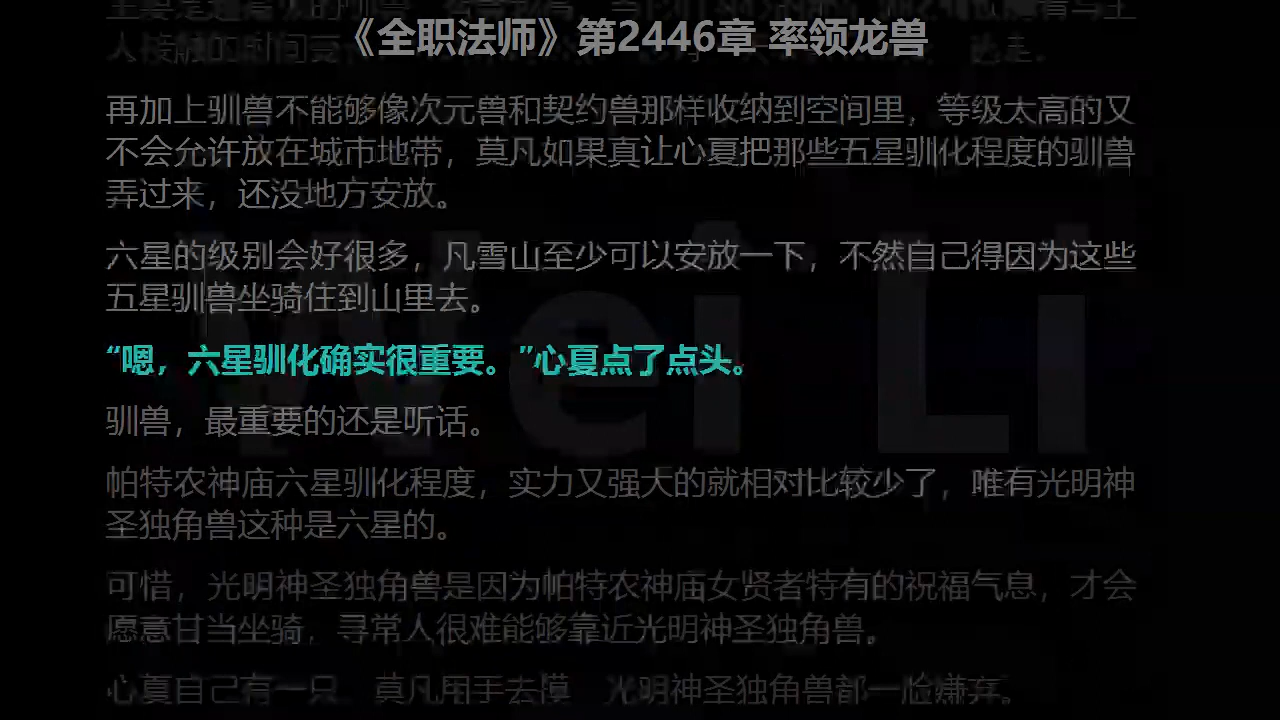 《全职法师》第2446章 率领龙兽
再加上驯兽不能够像次元兽和契约兽那样收纳到空间里，等级太高的又
不会允许放在城市地带，莫凡如果真让心夏把那些五星驯化程度的驯兽
弄过来，还没地方安放。
六星的级别会好很多，凡雪山至少可以安放一下，不然自己得因为这些
五星驯兽坐骑住到山里去。
“嗯，六星驯化确实很重要。”心夏点了点头。
驯兽，最重要的还是听话。
帕特农神庙六星驯化程度，实力又强大的就相对比较少了，唯有光明神
圣独角兽这种是六星的。
可惜，光明神圣独角兽是因为帕特农神庙女贤者特有的祝福气息，才会
愿意甘当坐骑，寻常人很难能够靠近光明神圣独角兽。
心夏自己有一只，莫凡用手去摸，光明神圣独角兽都一脸嫌弃。
Wei Li